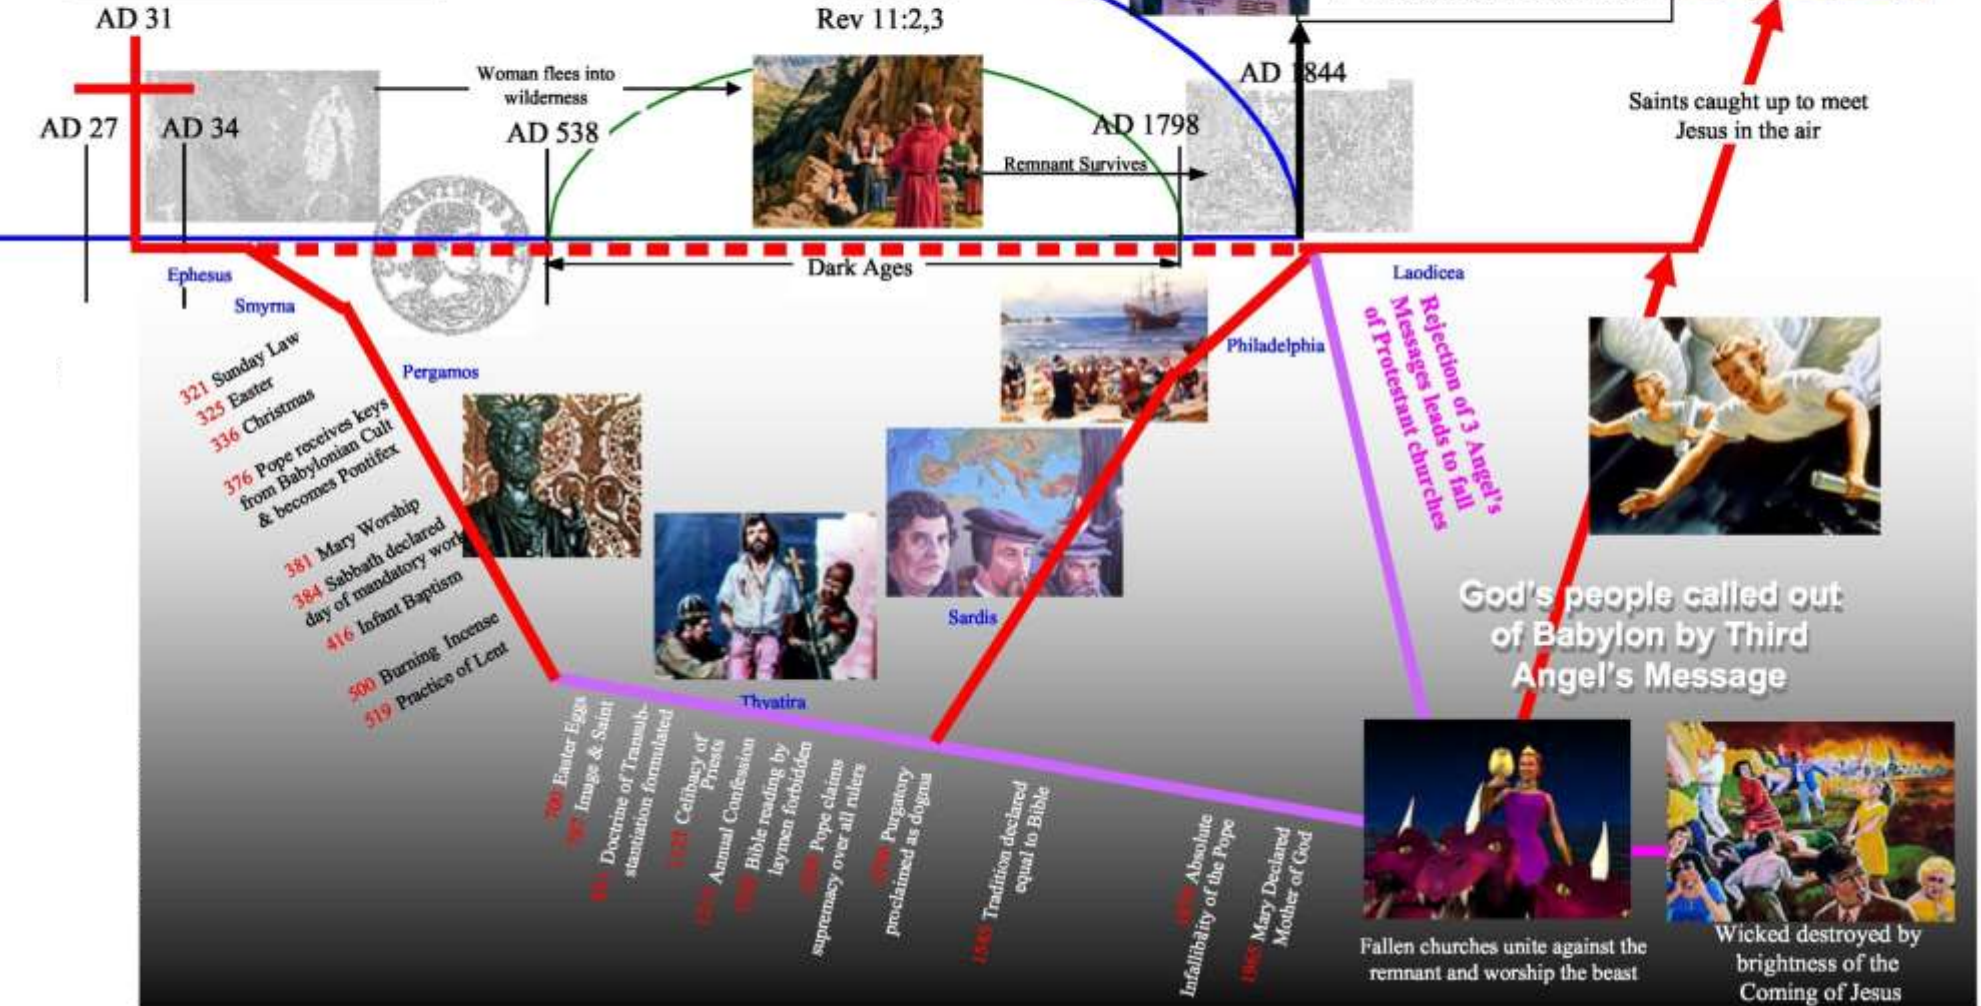 AD 31
Rev 11:2,3
Woman flees into
wilderness
AD 1844
Saints caught up to meet
Jesus in the air
AD 27
AD 34
AD 538
AD 1798
Remnant Survives
Dark Ages
Ephesus
Smyrna
Laodicea
Pergamos
Philadelphia
321 Sunday Law
325 Easter
336 Christmas
376 Pope receives keys
from Babylonian Cult
& becomes Pontifex
381 Mary Worship
384 Sabbath declared
day of mandatory work
416 Infant Baptism
500 Burning Incense
519 Practice of Lent
Rejection of 3 Angel's
Messages leads to fall
of Protestant churches
Sardis
God's people called out
of Babylon by Third
Angel's Message
Thyatira
700 Easter Eggs
Image & Saint
Doctrine of Transub-
stantiation formulated
Celibacy of
Priests
Annual Confession
Bible reading by
laymen forbidden
Pope claims
supremacy over all rulers
Purgatory
proclaimed as dogma
1545 Tradition declared
equal to Bible
Absolute
Infallibility of the Pope
1965 Mary Declared
Mother of God
Fallen churches unite against the
remnant and worship the beast
Wicked destroyed by
brightness of the
Coming of Jesus